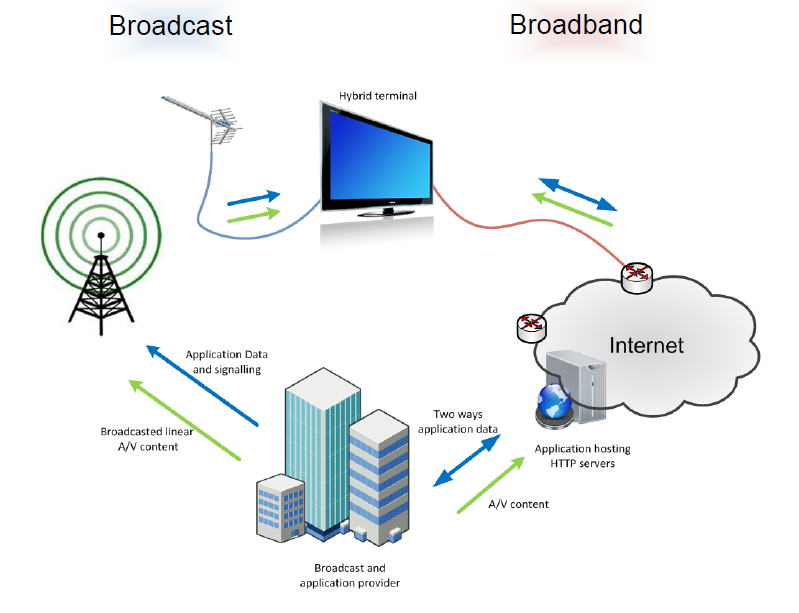 Broadcast
Broadband
Hybrid terminal
Application Data
and signalling
Broadcasted linear
A/V content
Internet
Two ways
application data
Application hosting
HTTP servers
A/V content
Broadcast and
application provider